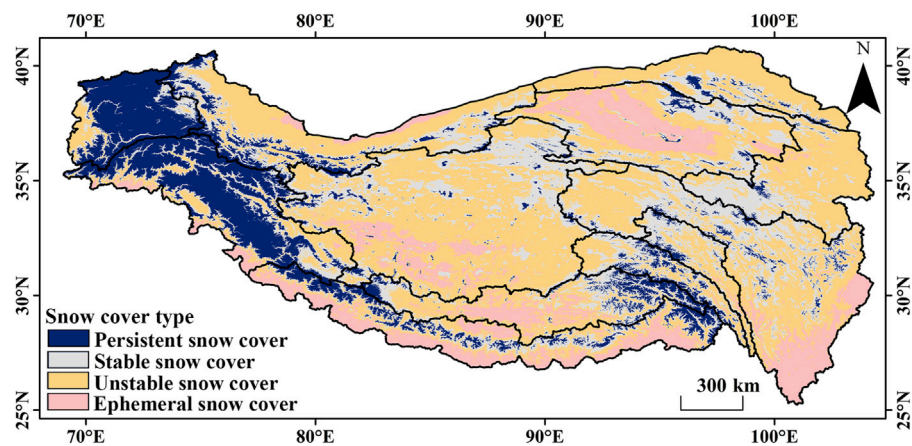 70°E 80°E 90°E 100°E
N
40°N 40°N
35°N 35°N
30°N 30°N
25°N 25°N
Snow cover type
Persistent snow cover
Stable snow cover
Unstable snow cover
Ephemeral snow cover
300 km
70°E 80°E 90°E 100°E